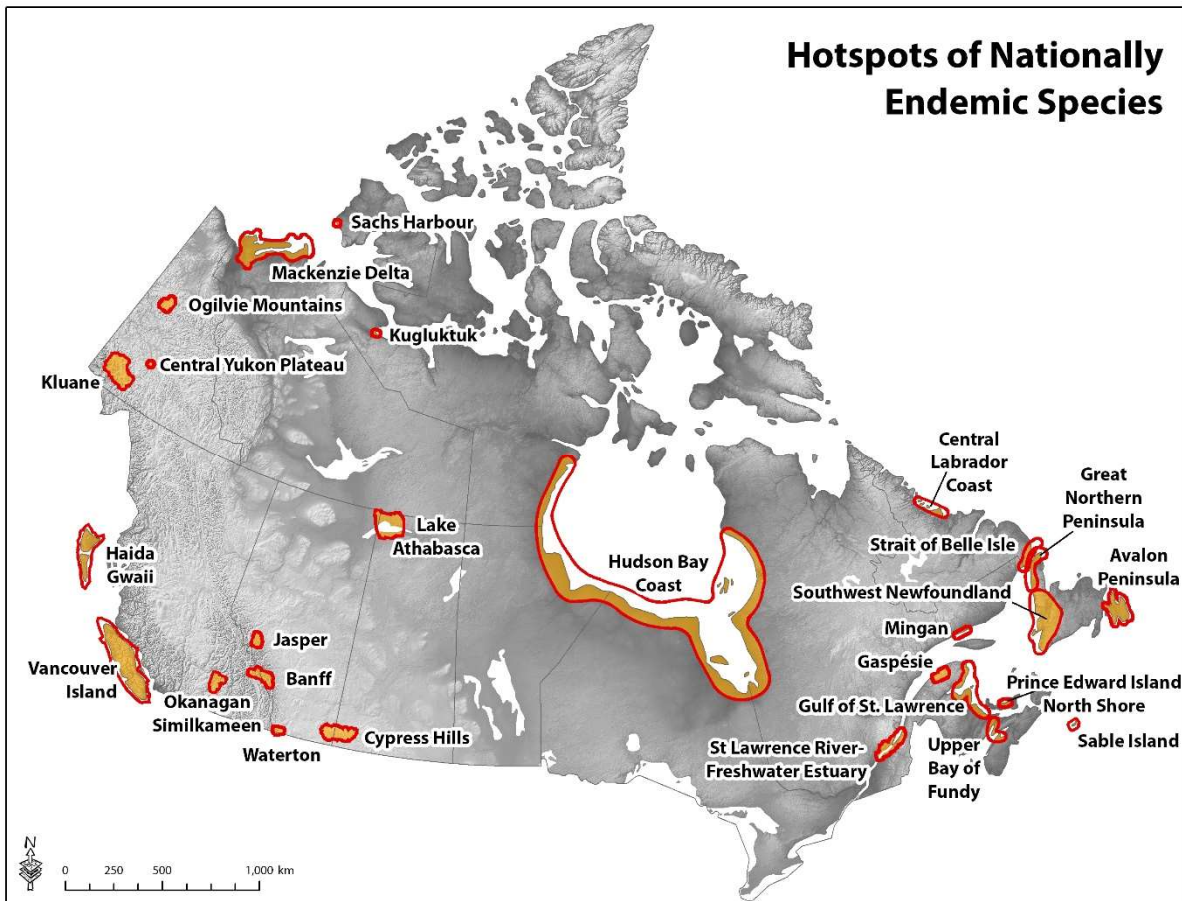 Hotspots of Nationally
Endemic Species
Sachs Harbour
Mackenzie Delta
Ogilvie Mountains
Kugluktuk
Central Yukon Plateau
Kluane
Central
Labrador
Coast
Great
Northern
Peninsula
Lake
Athabasca
Haida
Gwaii
Hudson Bay
Coast
Strait of Belle Isle
Avalon
Peninsula
Southwest Newfoundland
Mingan
Jasper
Vancouver
Island
Banff
Gaspésie
Okanagan
Similkameen
Prince Edward Island
North Shore
Gulf of St. Lawrence
Waterton
Cypress Hills
St Lawrence River-
Freshwater Estuary
Upper
Bay of
Fundy
Sable Island
N
0 250 500 1,000 km